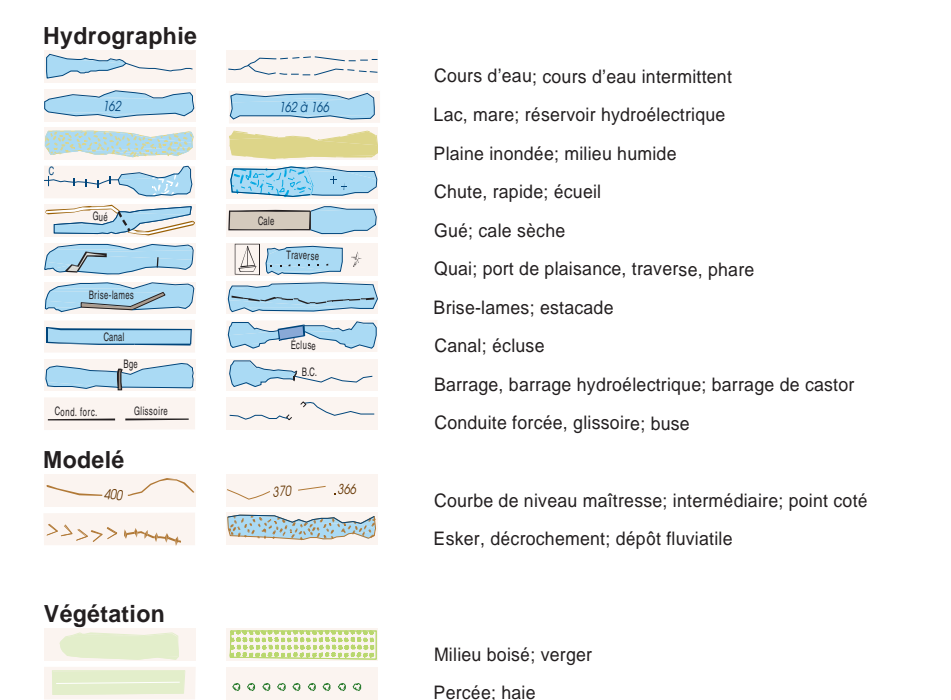 Hydrographie
Cours d'eau; cours d'eau intermittent
162 162 à 166 Lac, mare; réservoir hydroélectrique
Plaine inondée; milieu humide
C Chute, rapide; écueil
Gué Cale Gué; cale sèche
Traverse Quai; port de plaisance, traverse, phare
Brise-lames Brise-lames; estacade
Canal Écluse Canal; écluse
Bge B.C. Barrage, barrage hydroélectrique; barrage de castor
Cond. forc. Glissoire Conduite forcée, glissoire; buse
Modelé
400 370 .366 Courbe de niveau maîtresse; intermédiaire; point coté
Esker, décrochement; dépôt fluviatile
Végétation
Milieu boisé; verger
Percée; haie